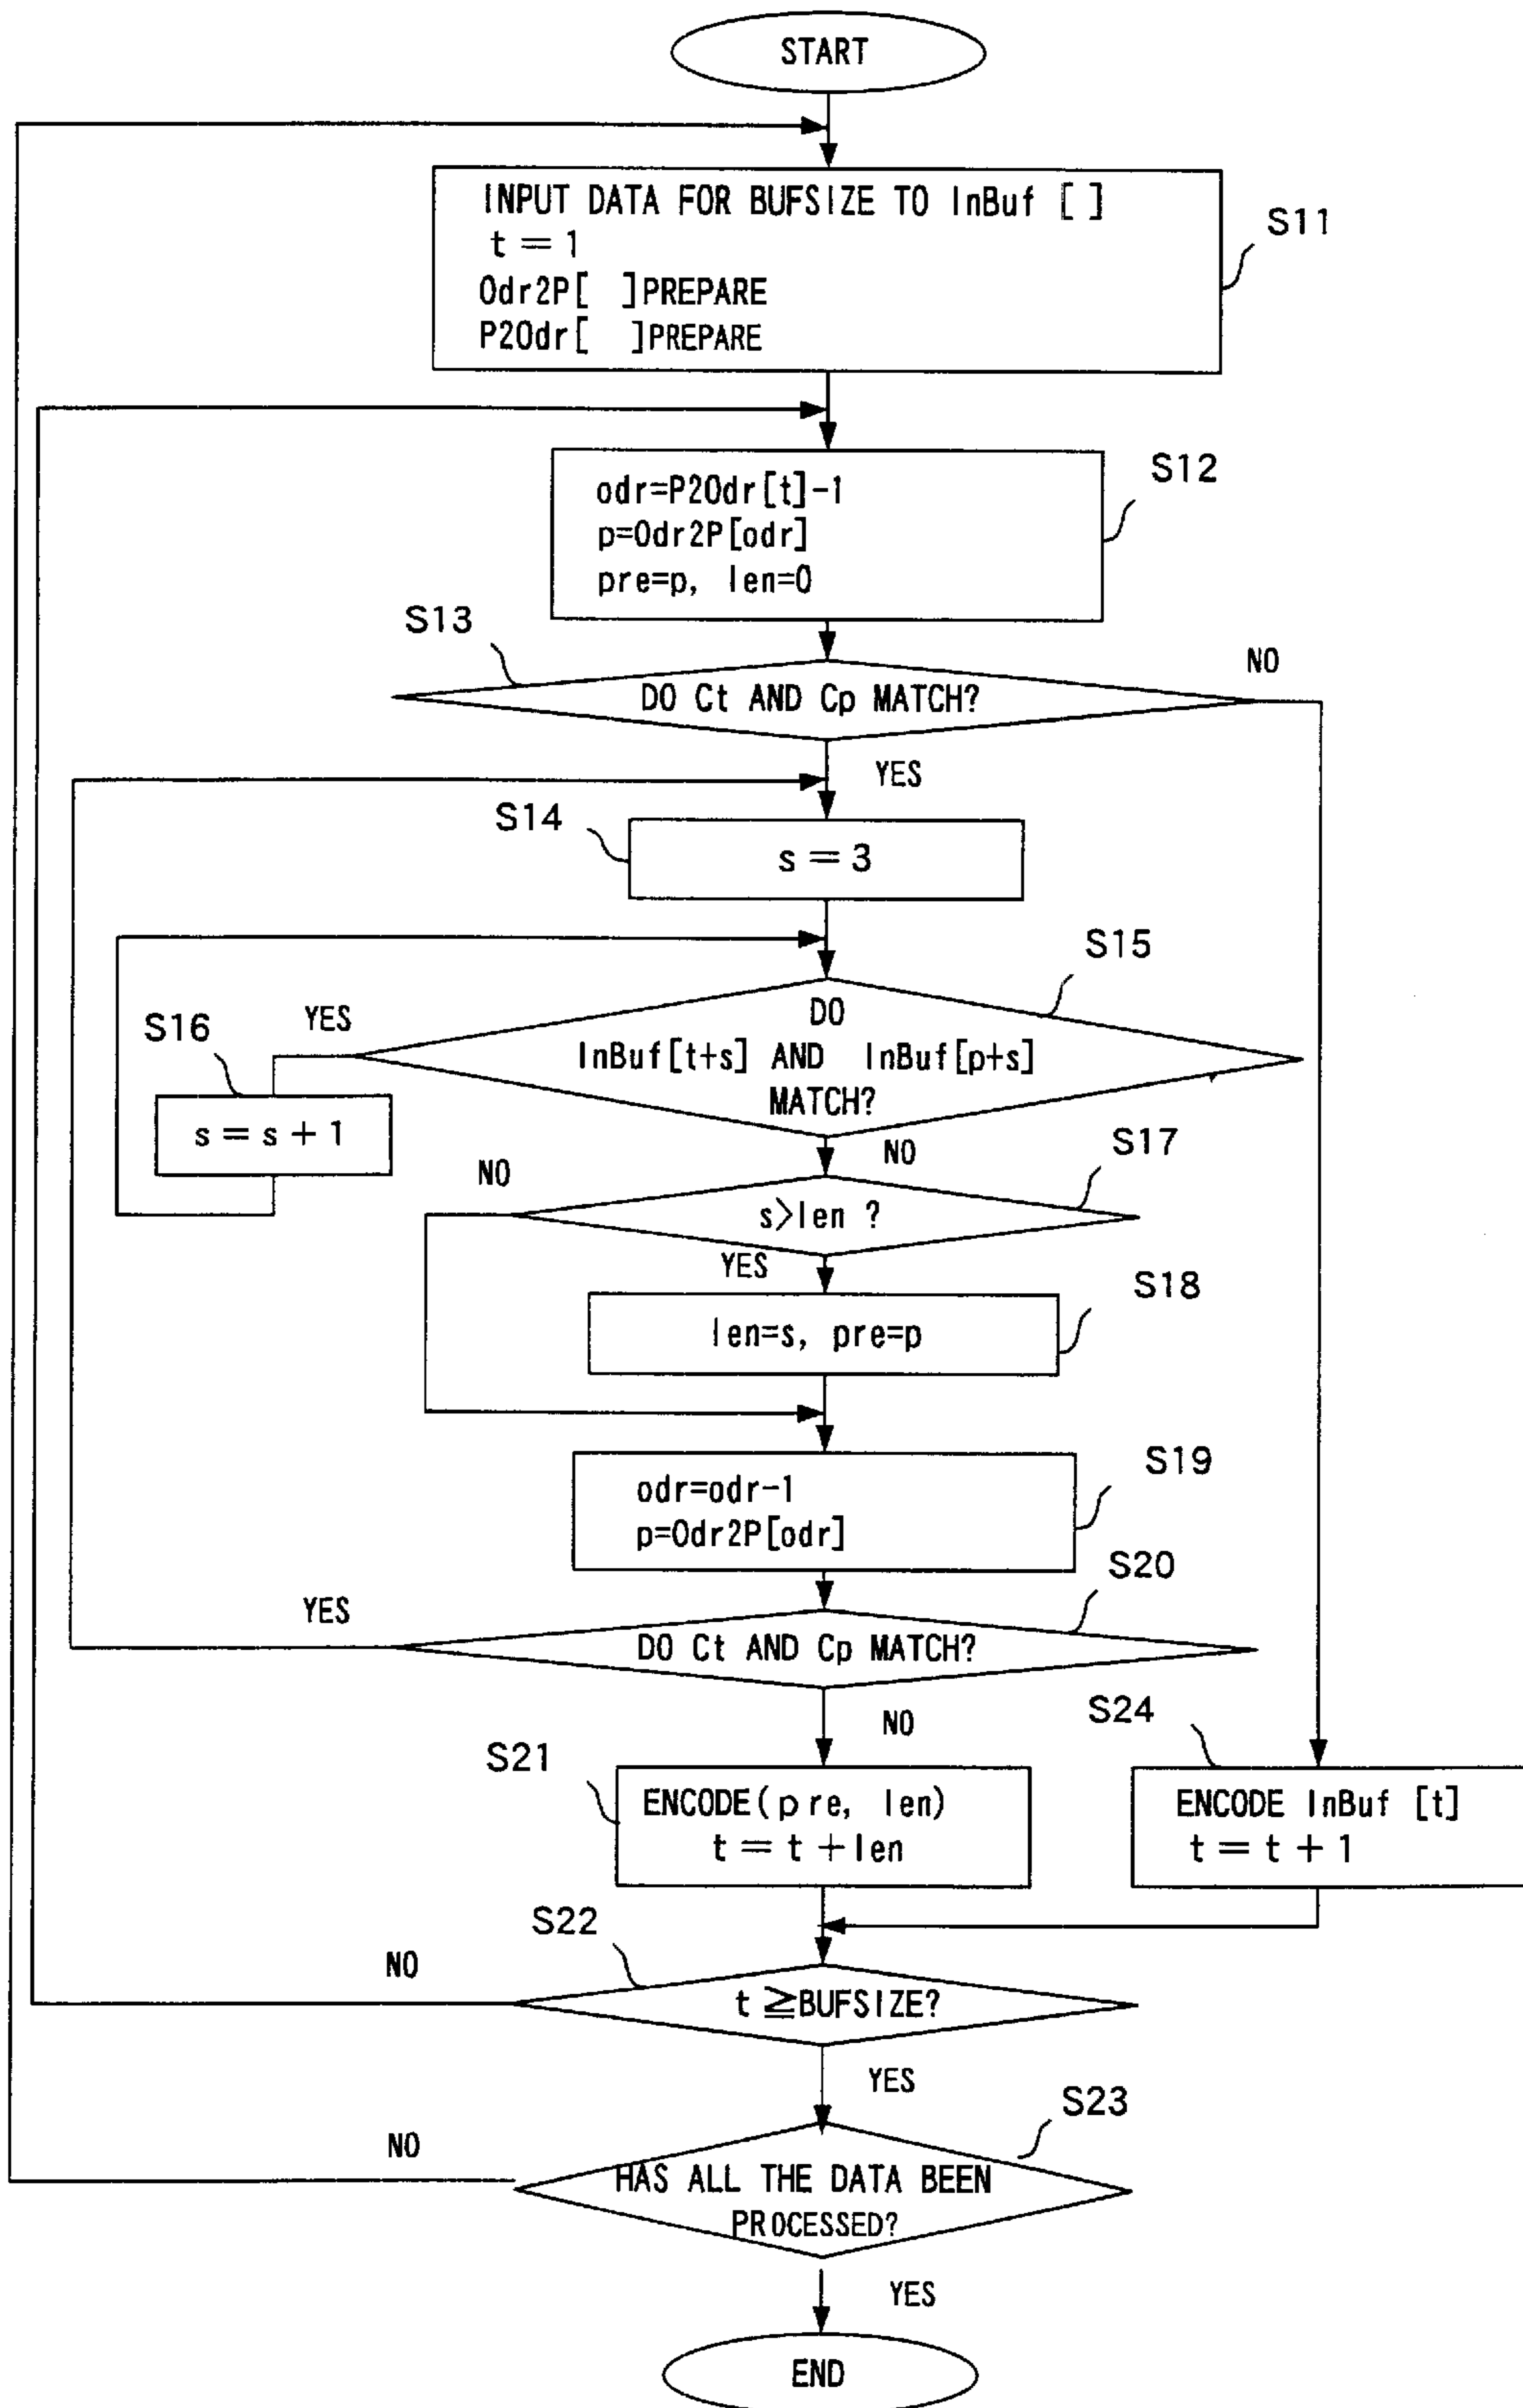 START
INPUT DATA FOR BUFSIZE TO InBuf [ ]
t = 1
Odr2P[ ]PREPARE
P2Odr[ ]PREPARE
S11
odr=P2Odr[t]-1
p=Odr2P[odr]
pre=p, len=0
S12
S13
DO Ct AND Cp MATCH?
NO
YES
S14
s = 3
S15
DO
InBuf[t+s] AND InBuf[p+s]
MATCH?
YES
S16
s = s + 1
NO
S17
s>len ?
NO
YES
S18
len=s, pre=p
S19
odr=odr-1
p=Odr2P[odr]
S20
DO Ct AND Cp MATCH?
YES
NO
S21
ENCODE(pre, len)
t = t + len
S24
ENCODE InBuf [t]
t = t + 1
S22
t ≧BUFSIZE?
NO
YES
S23
HAS ALL THE DATA BEEN
PROCESSED?
NO
YES
END